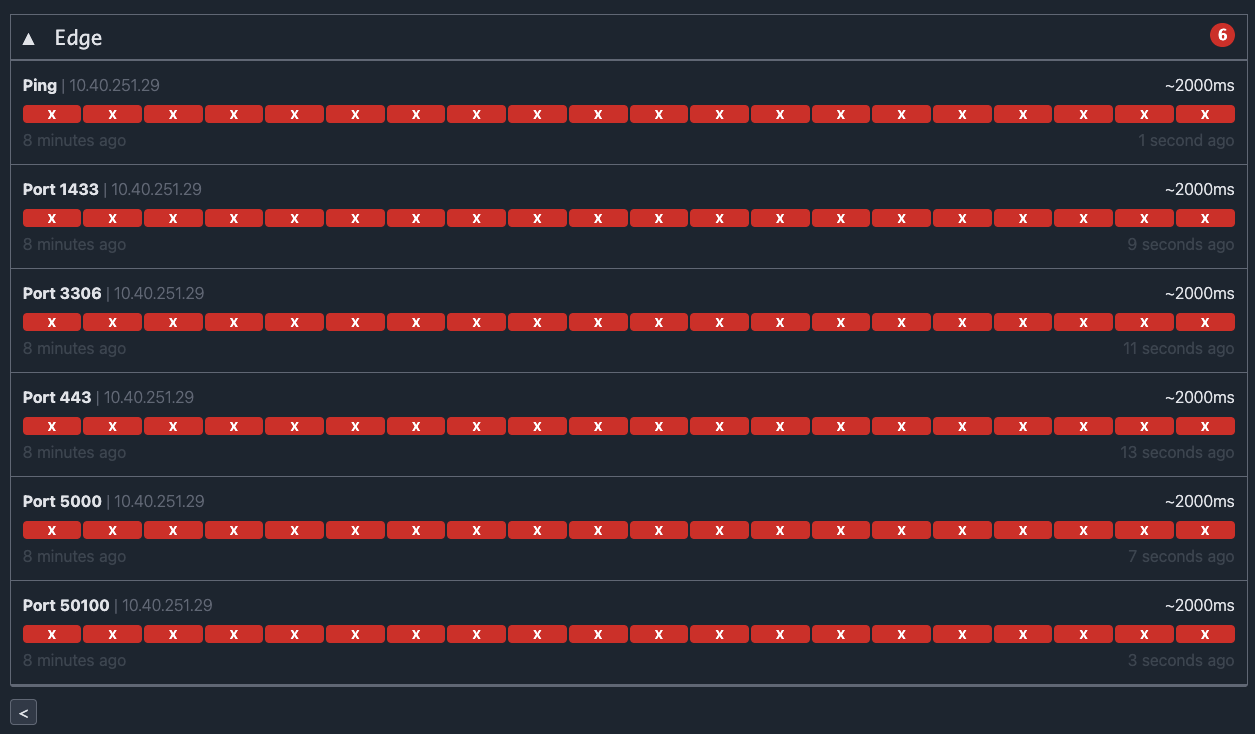 ▲ Edge 6
Ping | 10.40.251.29 ~2000ms
X X X X X X X X X X X X X X X X X X X X
8 minutes ago 1 second ago
Port 1433 | 10.40.251.29 ~2000ms
X X X X X X X X X X X X X X X X X X X X
8 minutes ago 9 seconds ago
Port 3306 | 10.40.251.29 ~2000ms
X X X X X X X X X X X X X X X X X X X X
8 minutes ago 11 seconds ago
Port 443 | 10.40.251.29 ~2000ms
X X X X X X X X X X X X X X X X X X X X
8 minutes ago 13 seconds ago
Port 5000 | 10.40.251.29 ~2000ms
X X X X X X X X X X X X X X X X X X X X
8 minutes ago 7 seconds ago
Port 50100 | 10.40.251.29 ~2000ms
X X X X X X X X X X X X X X X X X X X X
8 minutes ago 3 seconds ago
<